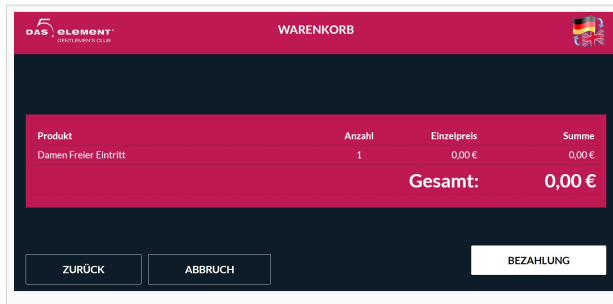 5.
DAS element
GENTLEMEN'S CLUB
WARENKORB
Produkt Anzahl Einzelpreis Summe
Damen Freier Eintritt 1 0,00 € 0,00 €
Gesamt: 0,00 €
ZURÜCK ABBRUCH BEZAHLUNG